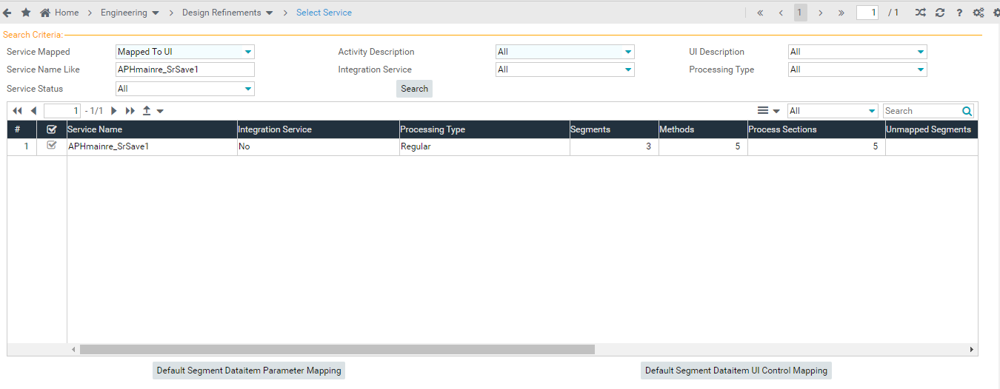 Home > Engineering > Design Refinements > Select Service « < 1 > » 1 / 1 ?
Search Criteria:
Service Mapped Mapped To UI Activity Description All UI Description All
Service Name Like APHmainre_SrSave1 Integration Service All Processing Type All
Service Status All Search
1 - 1/1 All Search
# Service Name Integration Service Processing Type Segments Methods Process Sections Unmapped Segments
1 APHmainre_SrSave1 No Regular 3 5 5
Default Segment Dataitem Parameter Mapping Default Segment Dataitem UI Control Mapping